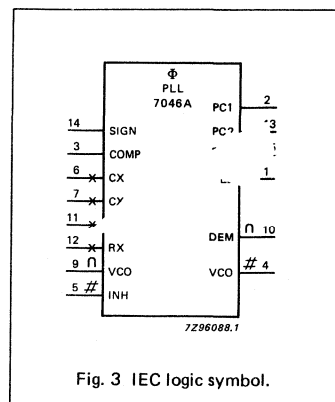 Φ
PLL
7046A
14 SIGN
3 COMP
6 CX
7 CY
11
12 RX
9 ∩ VCO
5 # INH
PC1 2
PC2 13
1
DEM ∩ 10
VCO # 4
7Z96088.1
Fig. 3 IEC logic symbol.